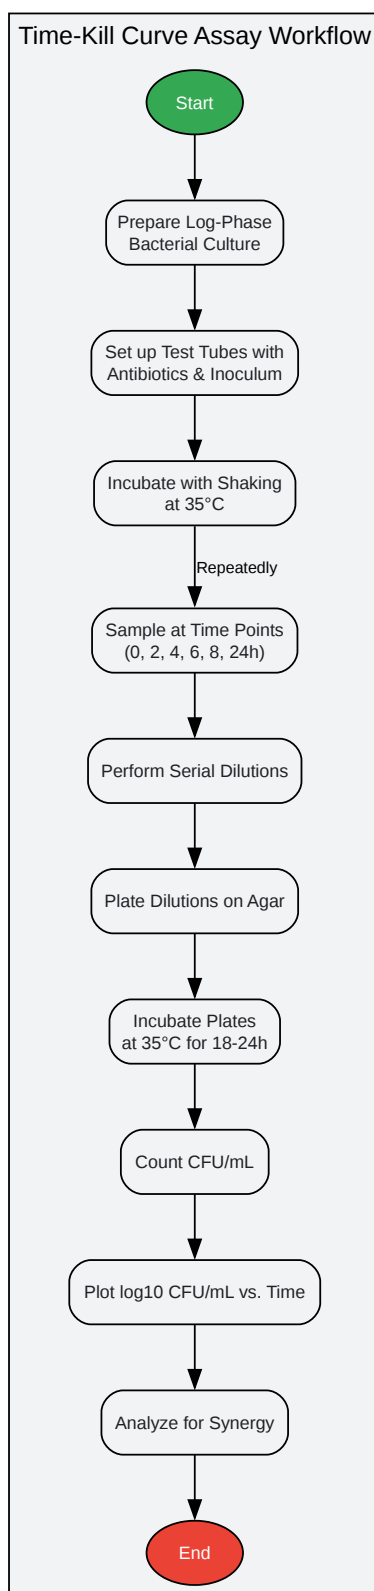 Time-Kill Curve Assay Workflow
Start
Prepare Log-Phase
Bacterial Culture
Set up Test Tubes with
Antibiotics & Inoculum
Incubate with Shaking
at 35°C
Repeatedly
Sample at Time Points
(0, 2, 4, 6, 8, 24h)
Perform Serial Dilutions
Plate Dilutions on Agar
Incubate Plates
at 35°C for 18-24h
Count CFU/mL
Plot log10 CFU/mL vs. Time
Analyze for Synergy
End